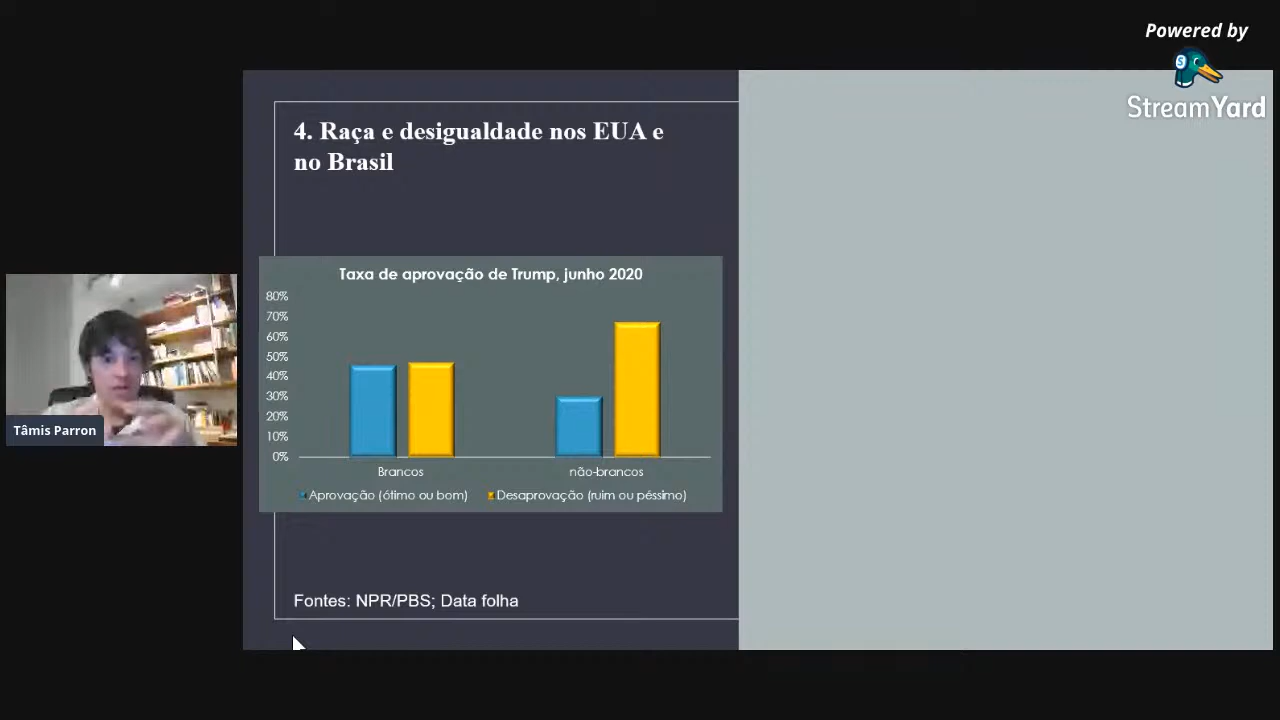 Powered by
StreamYard
4. Raça e desigualdade nos EUA e
no Brasil
Taxa de aprovação de Trump, junho 2020
80%
70%
60%
50%
40%
30%
20%
10%
0%
Brancos
não-brancos
Aprovação (ótimo ou bom)
Desaprovação (ruim ou péssimo)
Tâmis Parron
Fontes: NPR/PBS; Data folha